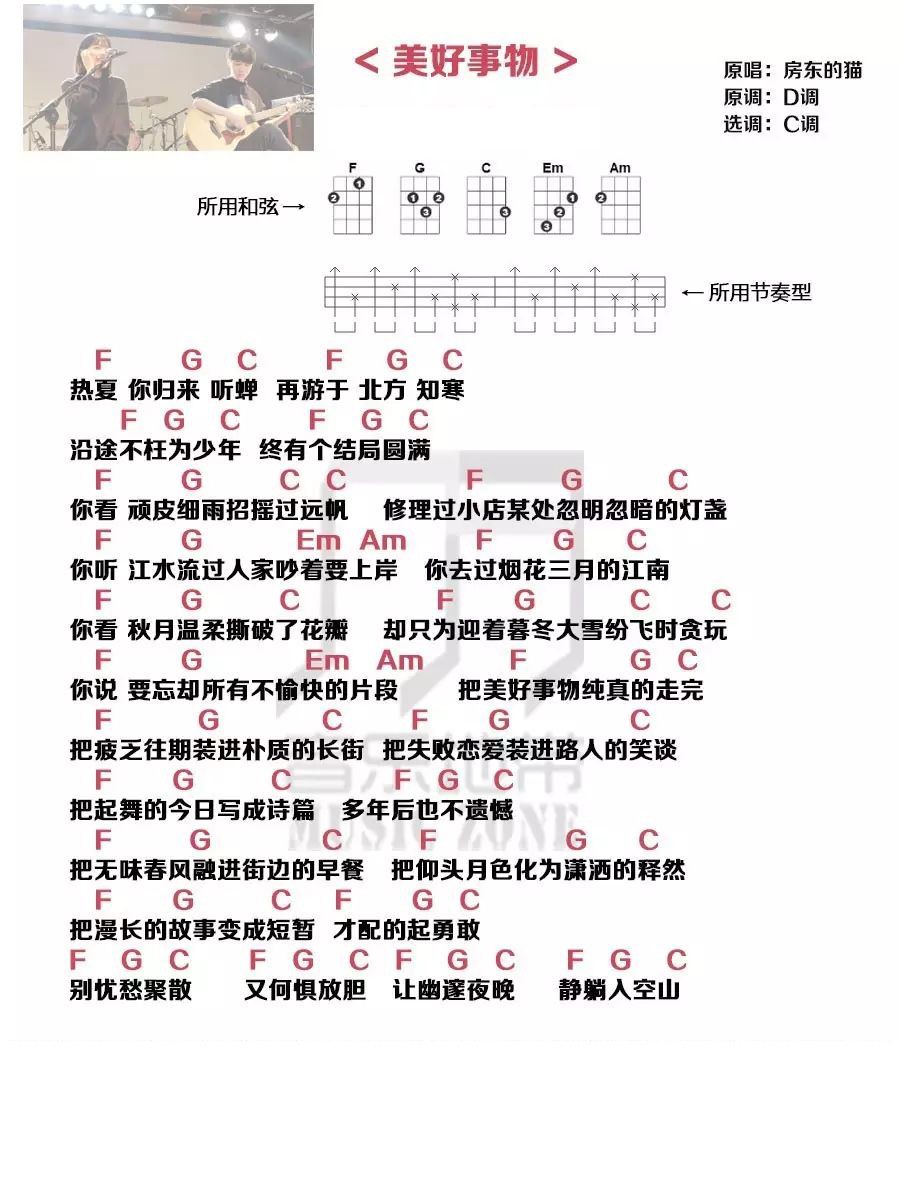 < 美好事物 >
原唱：房东的猫
原调：D调
选调：C调
F G C Em Am
所用和弦→
←所用节奏型
F G C F G C
热夏 你归来 听蝉 再游于 北方 知寒
F G C F G C
沿途不枉为少年 终有个结局圆满
F G C C F G C
你看 顽皮细雨招摇过远帆 修理过小店某处忽明忽暗的灯盏
F G Em Am F G C
你听 江水流过人家吵着要上岸 你去过烟花三月的江南
F G C F G C C
你看 秋月温柔撕破了花瓣 却只为迎着暮冬大雪纷飞时贪玩
F G Em Am F G C
你说 要忘却所有不愉快的片段 把美好事物纯真的走完
F G C F G C
把疲乏往期装进朴质的长街 把失败恋爱装进路人的笑谈
F G C F G C
把起舞的今日写成诗篇 多年后也不遗憾
F G C F G C
把无味春风融进街边的早餐 把仰头月色化为潇洒的释然
F G C F G C
把漫长的故事变成短暂 才配的起勇敢
F G C F G C F G C F G C
别忧愁聚散 又何惧放胆 让幽邃夜晚 静躺入空山
音乐地带
MUSIC ZONE